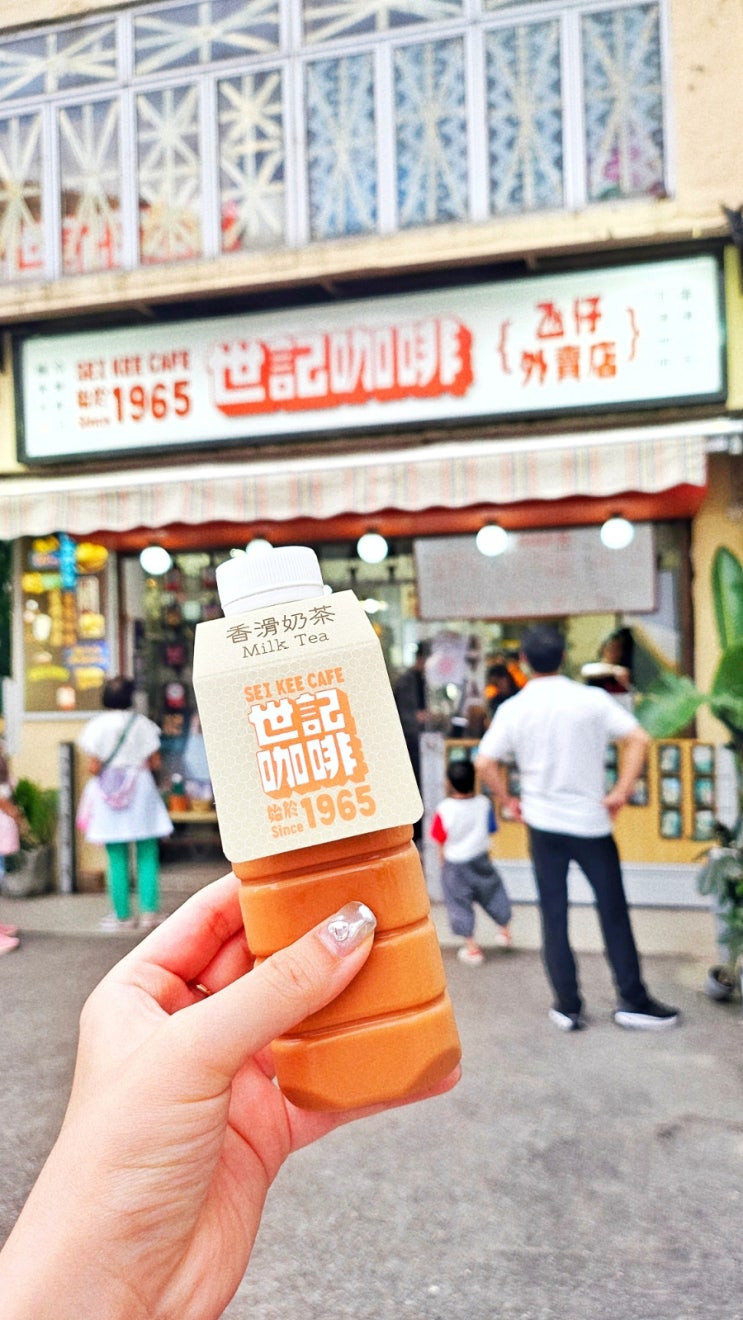 SEI KEE CAFE
始於
Since 1965
世記咖啡
氹仔
外賣店
香滑奶茶
Milk Tea
SEI KEE CAFE
世記
咖啡
始於
Since 1965